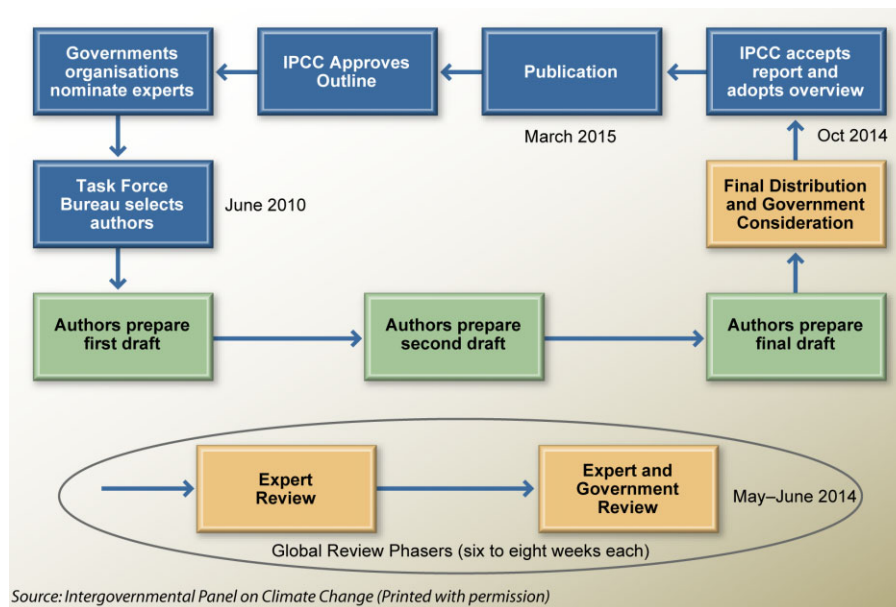 Governments
organisations
nominate experts
IPCC Approves
Outline
Publication
IPCC accepts
report and
adopts overview
March 2015
Oct 2014
Task Force
Bureau selects
authors
June 2010
Final Distribution
and Government
Consideration
Authors prepare
first draft
Authors prepare
second draft
Authors prepare
final draft
Expert
Review
Expert and
Government
Review
May–June 2014
Global Review Phasers (six to eight weeks each)
Source: Intergovernmental Panel on Climate Change (Printed with permission)